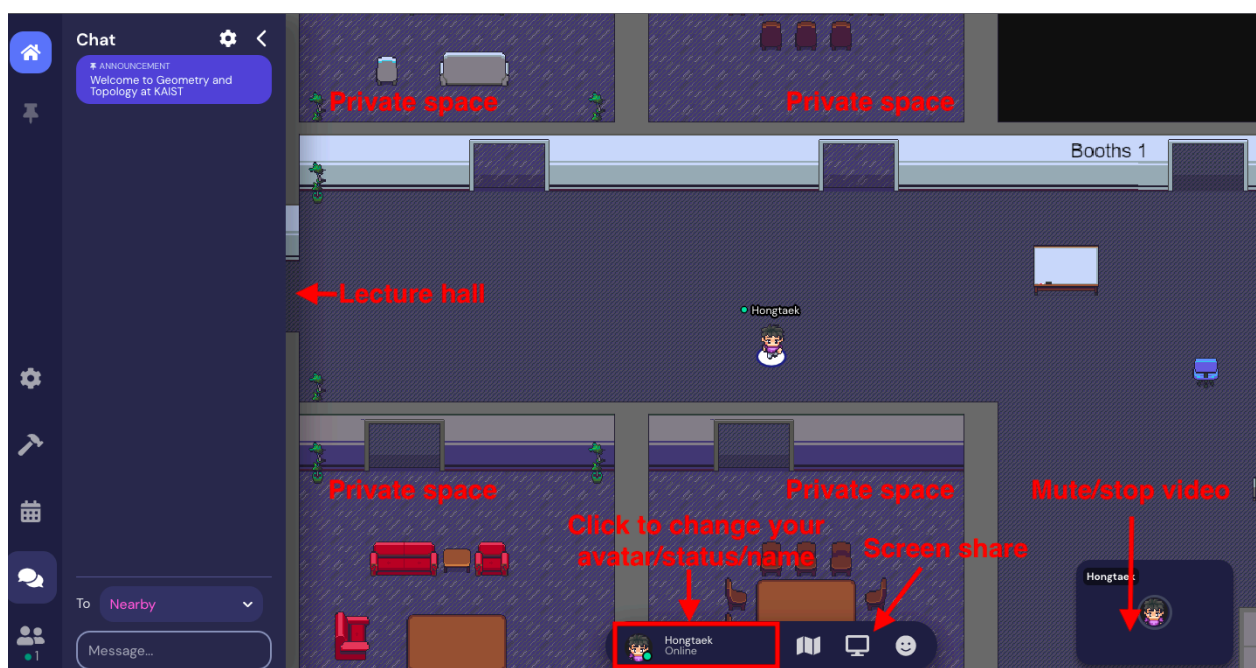 Chat
ANNOUNCEMENT
Welcome to Geometry and
Topology at KAIST
Private space
Private space
Booths 1
Lecture hall
Hongtaek
Private space
Private space
Mute/stop video
Click to change your
avatar/status/name
Screen share
Hongtaek
To
Nearby
Message...
Hongtaek
Online
1